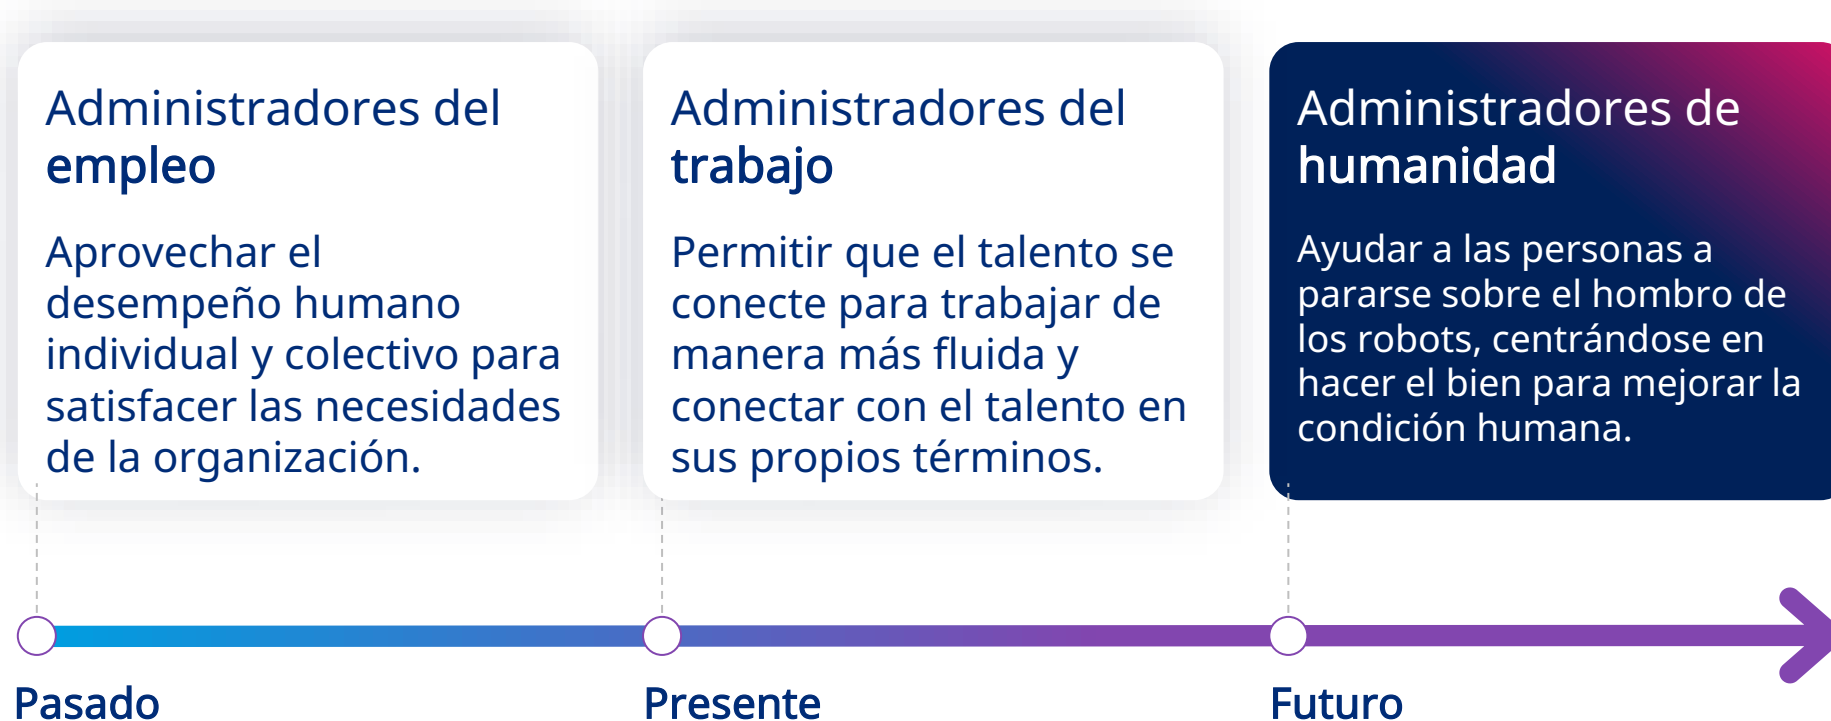 Administradores del
empleo
Aprovechar el
desempeño humano
individual y colectivo para
satisfacer las necesidades
de la organización.
Administradores del
trabajo
Permitir que el talento se
conecte para trabajar de
manera más fluida y
conectar con el talento en
sus propios términos.
Administradores de
humanidad
Ayudar a las personas a
pararse sobre el hombro de
los robots, centrándose en
hacer el bien para mejorar la
condición humana.
Pasado
Presente
Futuro